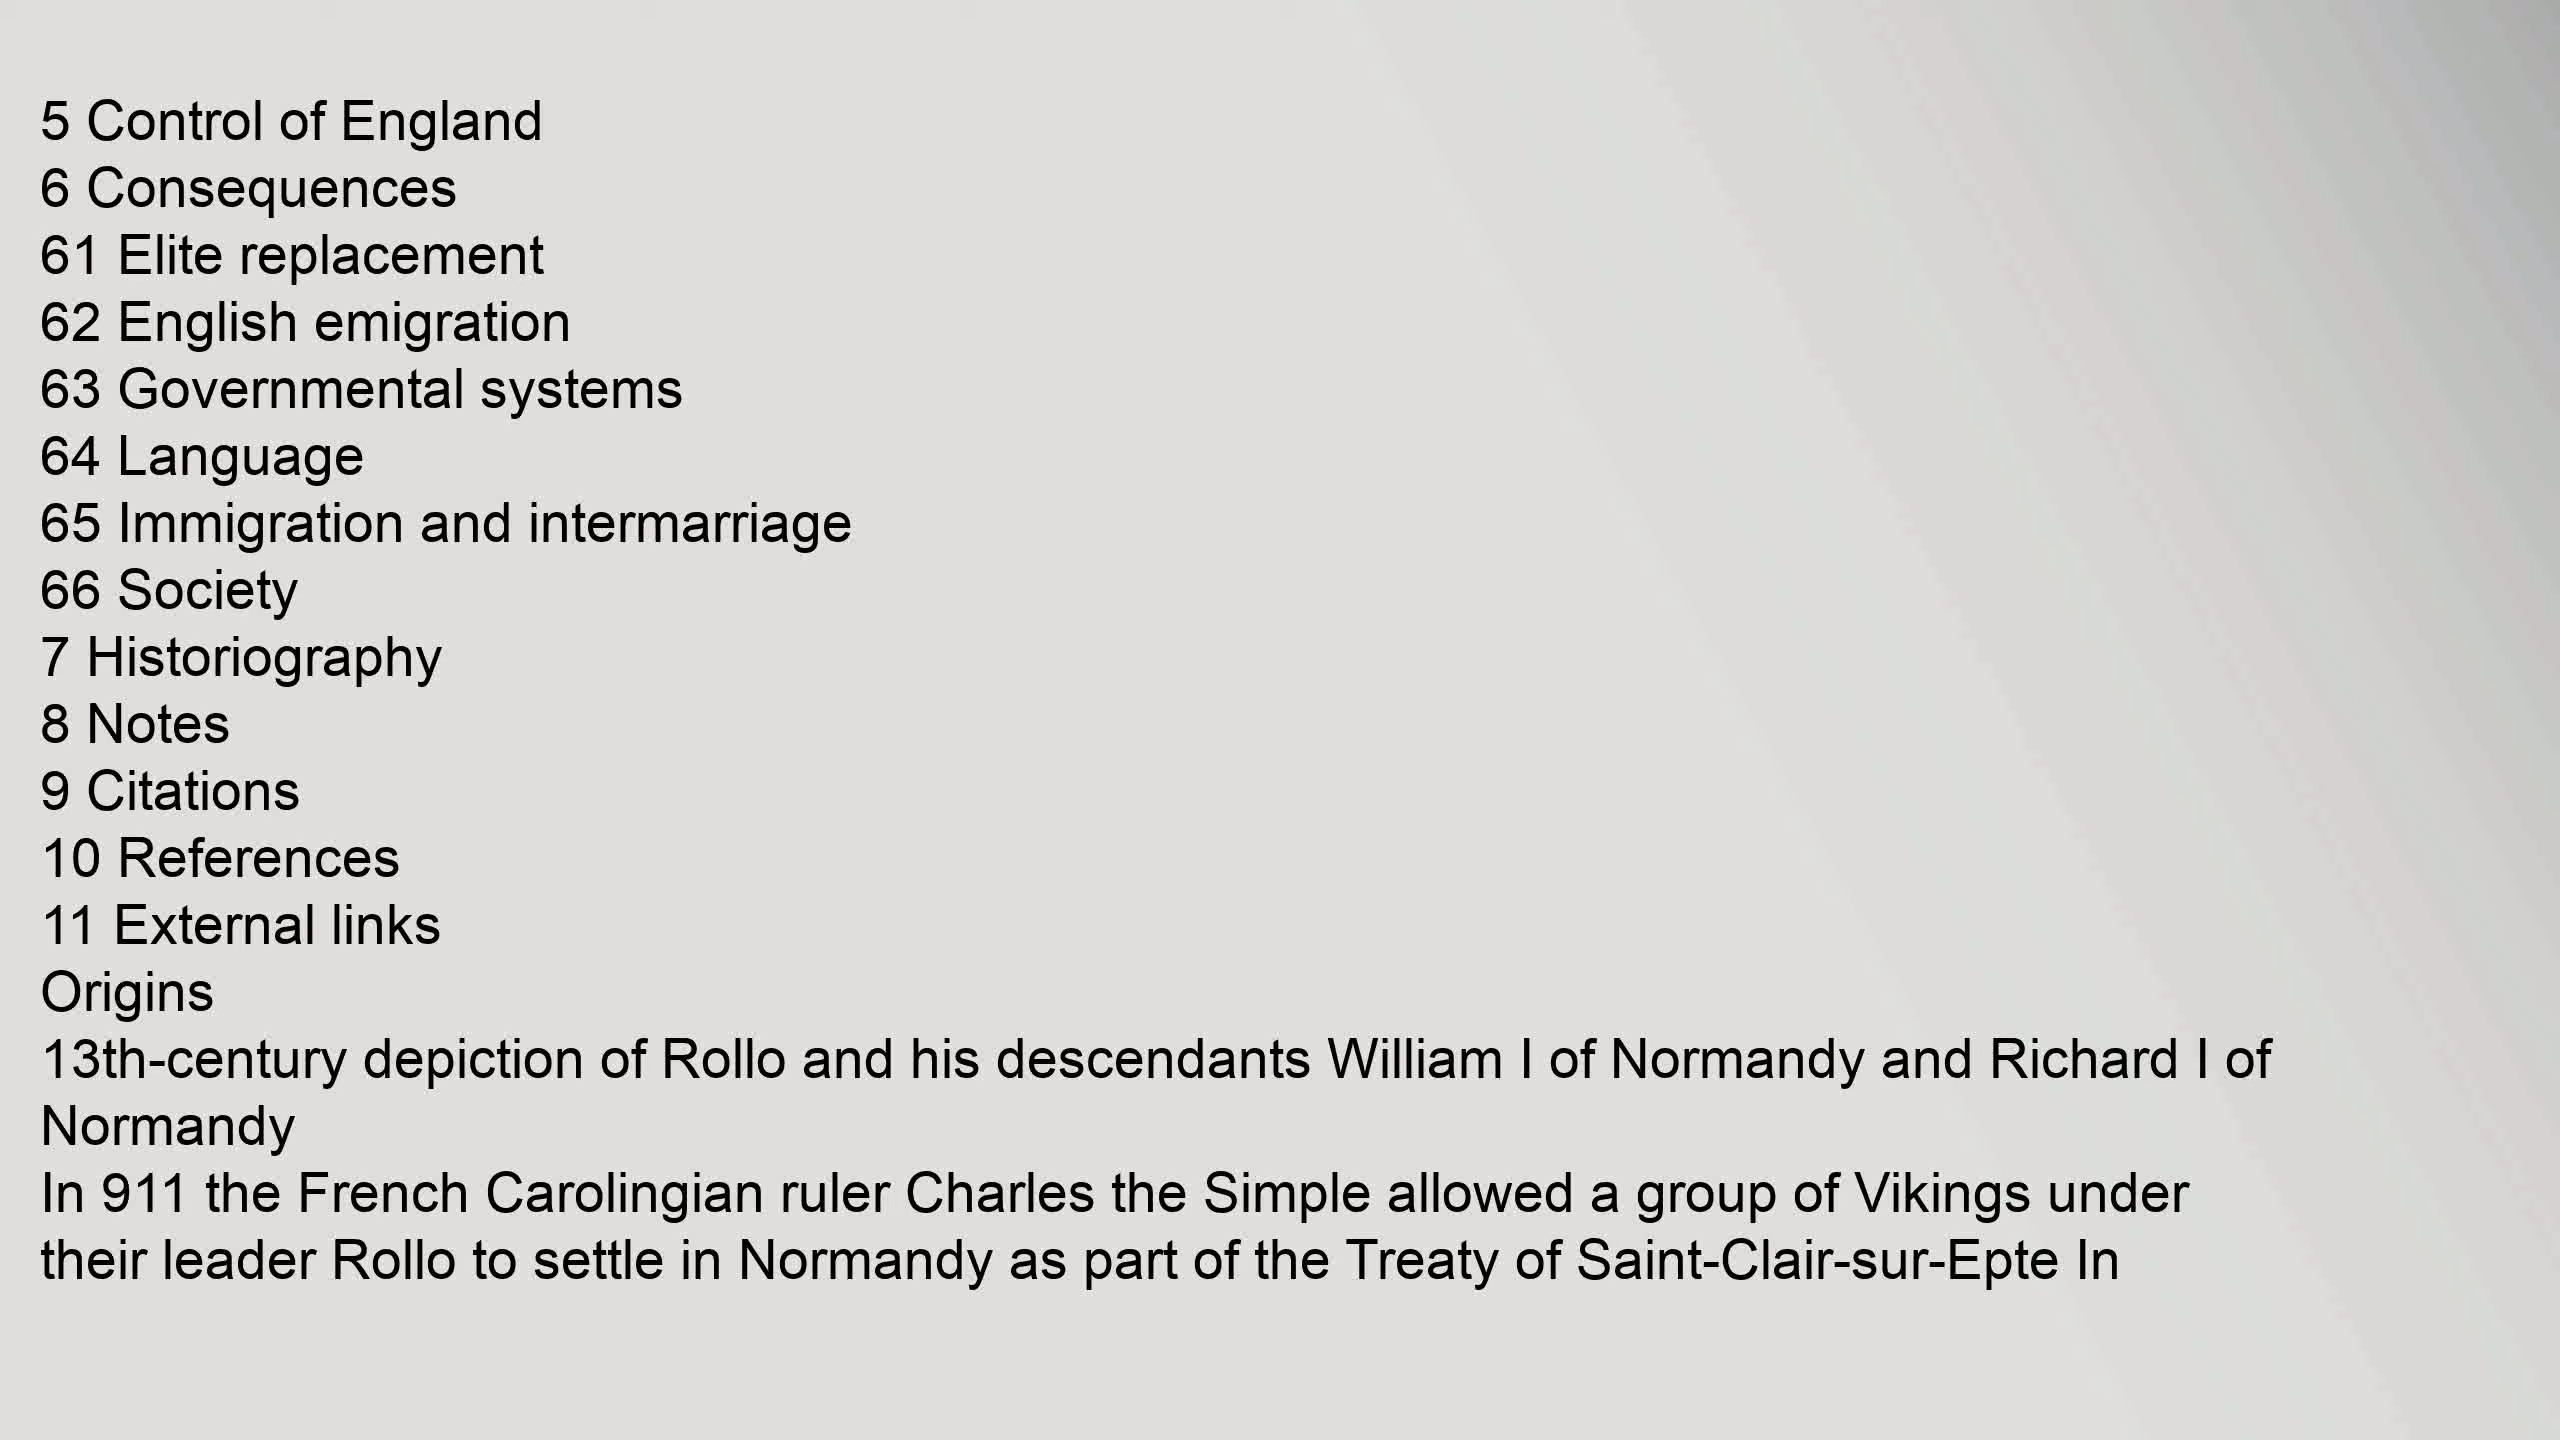 5 Control of England
6 Consequences
61 Elite replacement
62 English emigration
63 Governmental systems
64 Language
65 Immigration and intermarriage
66 Society
7 Historiography
8 Notes
9 Citations
10 References
11 External links
Origins
13th-century depiction of Rollo and his descendants William I of Normandy and Richard I of
Normandy
In 911 the French Carolingian ruler Charles the Simple allowed a group of Vikings under
their leader Rollo to settle in Normandy as part of the Treaty of Saint-Clair-sur-Epte In